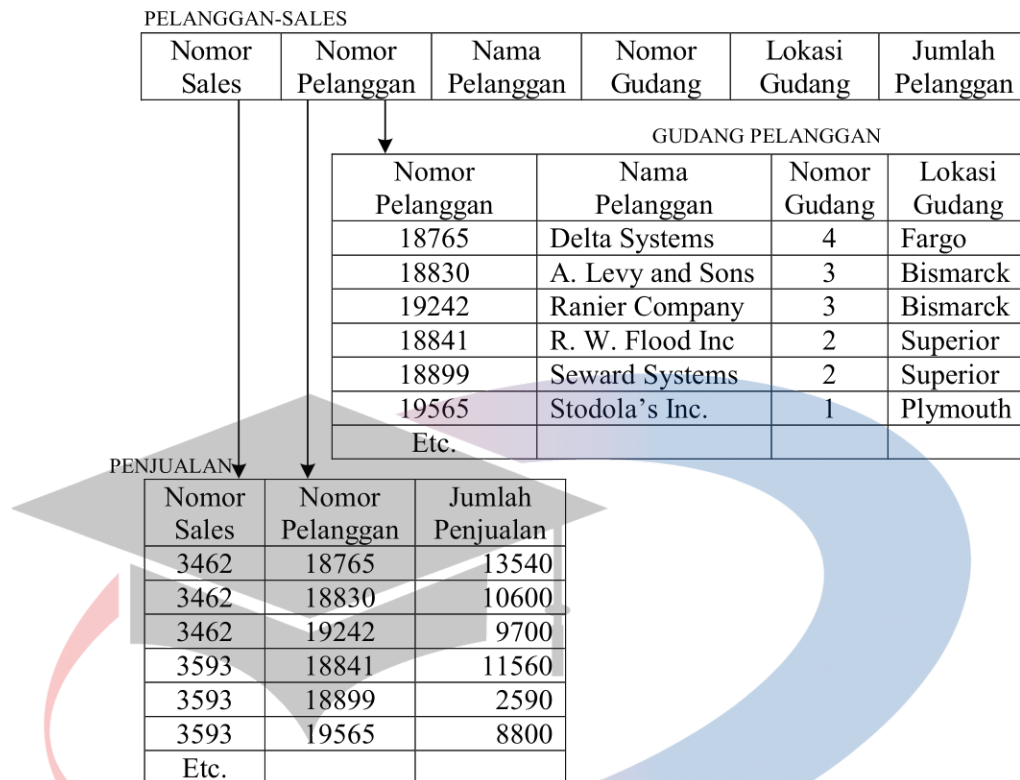 PELANGGAN-SALES
Nomor Nomor Nama Nomor Lokasi Jumlah
Sales Pelanggan Pelanggan Gudang Gudang Pelanggan
GUDANG PELANGGAN
Nomor Nama Nomor Lokasi
Pelanggan Pelanggan Gudang Gudang
18765 Delta Systems 4 Fargo
18830 A. Levy and Sons 3 Bismarck
19242 Ranier Company 3 Bismarck
18841 R. W. Flood Inc 2 Superior
18899 Seward Systems 2 Superior
19565 Stodola’s Inc. 1 Plymouth
Etc.
PENJUALAN
Nomor Nomor Jumlah
Sales Pelanggan Penjualan
3462 18765 13540
3462 18830 10600
3462 19242 9700
3593 18841 11560
3593 18899 2590
3593 19565 8800
Etc.